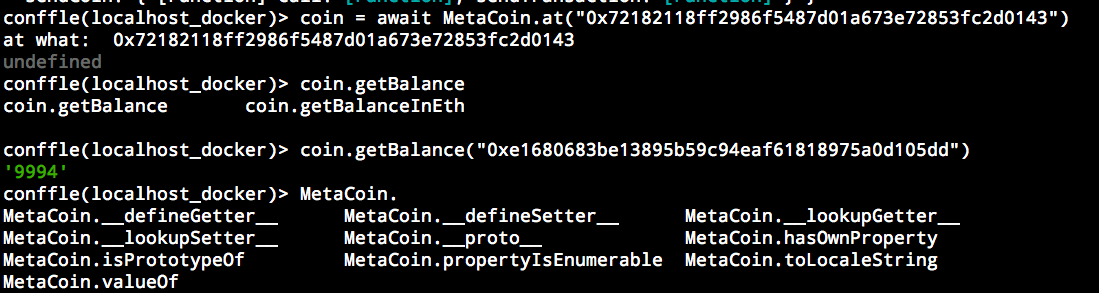 conffle(localhost_docker)> coin = await MetaCoin.at("0x72182118ff2986f5487d01a673e72853fc2d0143")
at what:  0x72182118ff2986f5487d01a673e72853fc2d0143
undefined
conffle(localhost_docker)> coin.getBalance
coin.getBalance       coin.getBalanceInEth
conffle(localhost_docker)> coin.getBalance("0xe1680683be13895b59c94eaf61818975a0d105dd")
'9994'
conffle(localhost_docker)> MetaCoin.
MetaCoin.__defineGetter__      MetaCoin.__defineSetter__      MetaCoin.__lookupGetter__
MetaCoin.__lookupSetter__      MetaCoin.__proto__             MetaCoin.hasOwnProperty
MetaCoin.isPrototypeOf         MetaCoin.propertyIsEnumerable  MetaCoin.toLocaleString
MetaCoin.valueOf